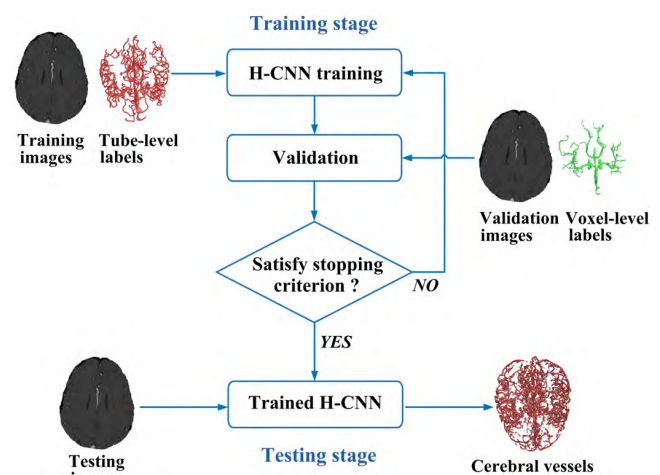 Training stage
H-CNN training
Training
images
Tube-level
labels
Validation
Validation
images
Voxel-level
labels
Satisfy stopping
criterion ?
NO
YES
Trained H-CNN
Testing
Testing stage
Cerebral vessels